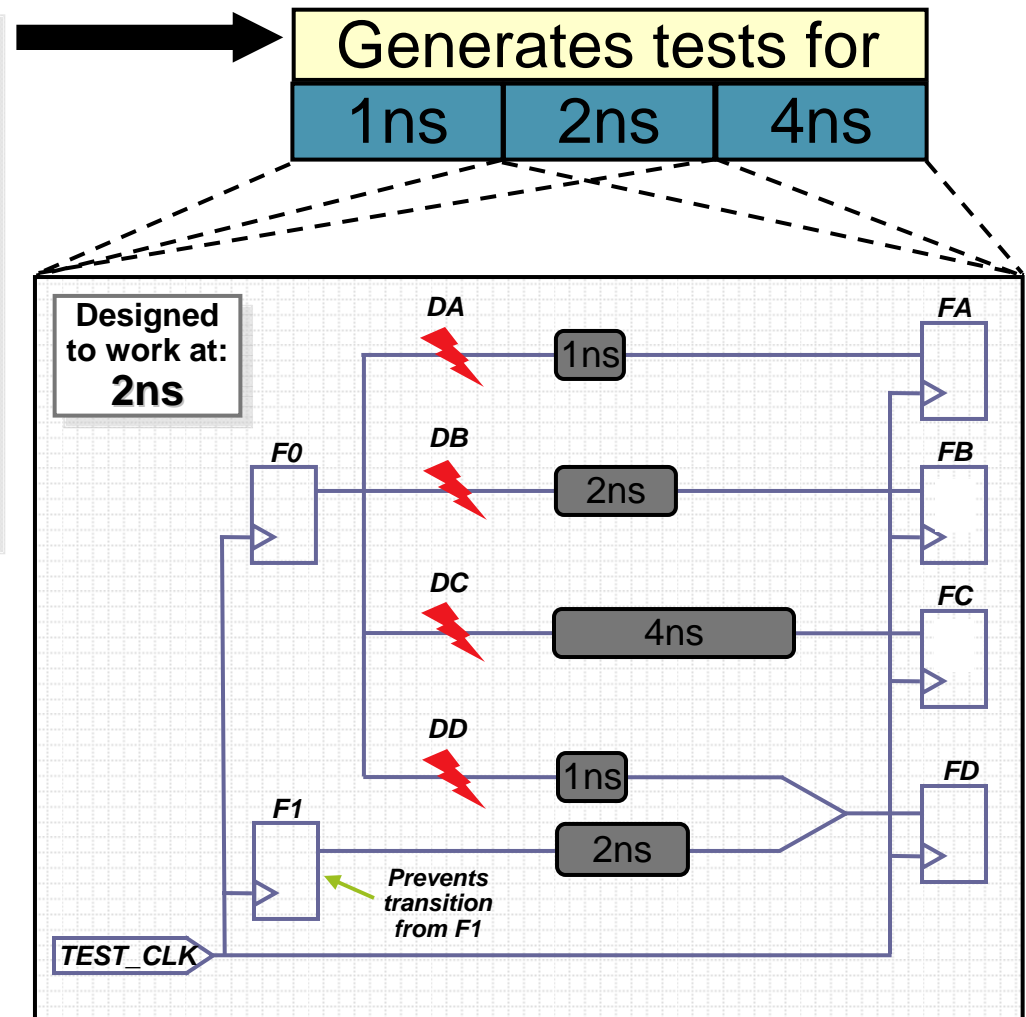 Generates tests for
1ns 2ns 4ns
Designed
to work at:
2ns
DA
1ns
FA
F0
DB
2ns
FB
DC
4ns
FC
DD
1ns
FD
F1
2ns
Prevents
transition
from F1
TEST_CLK